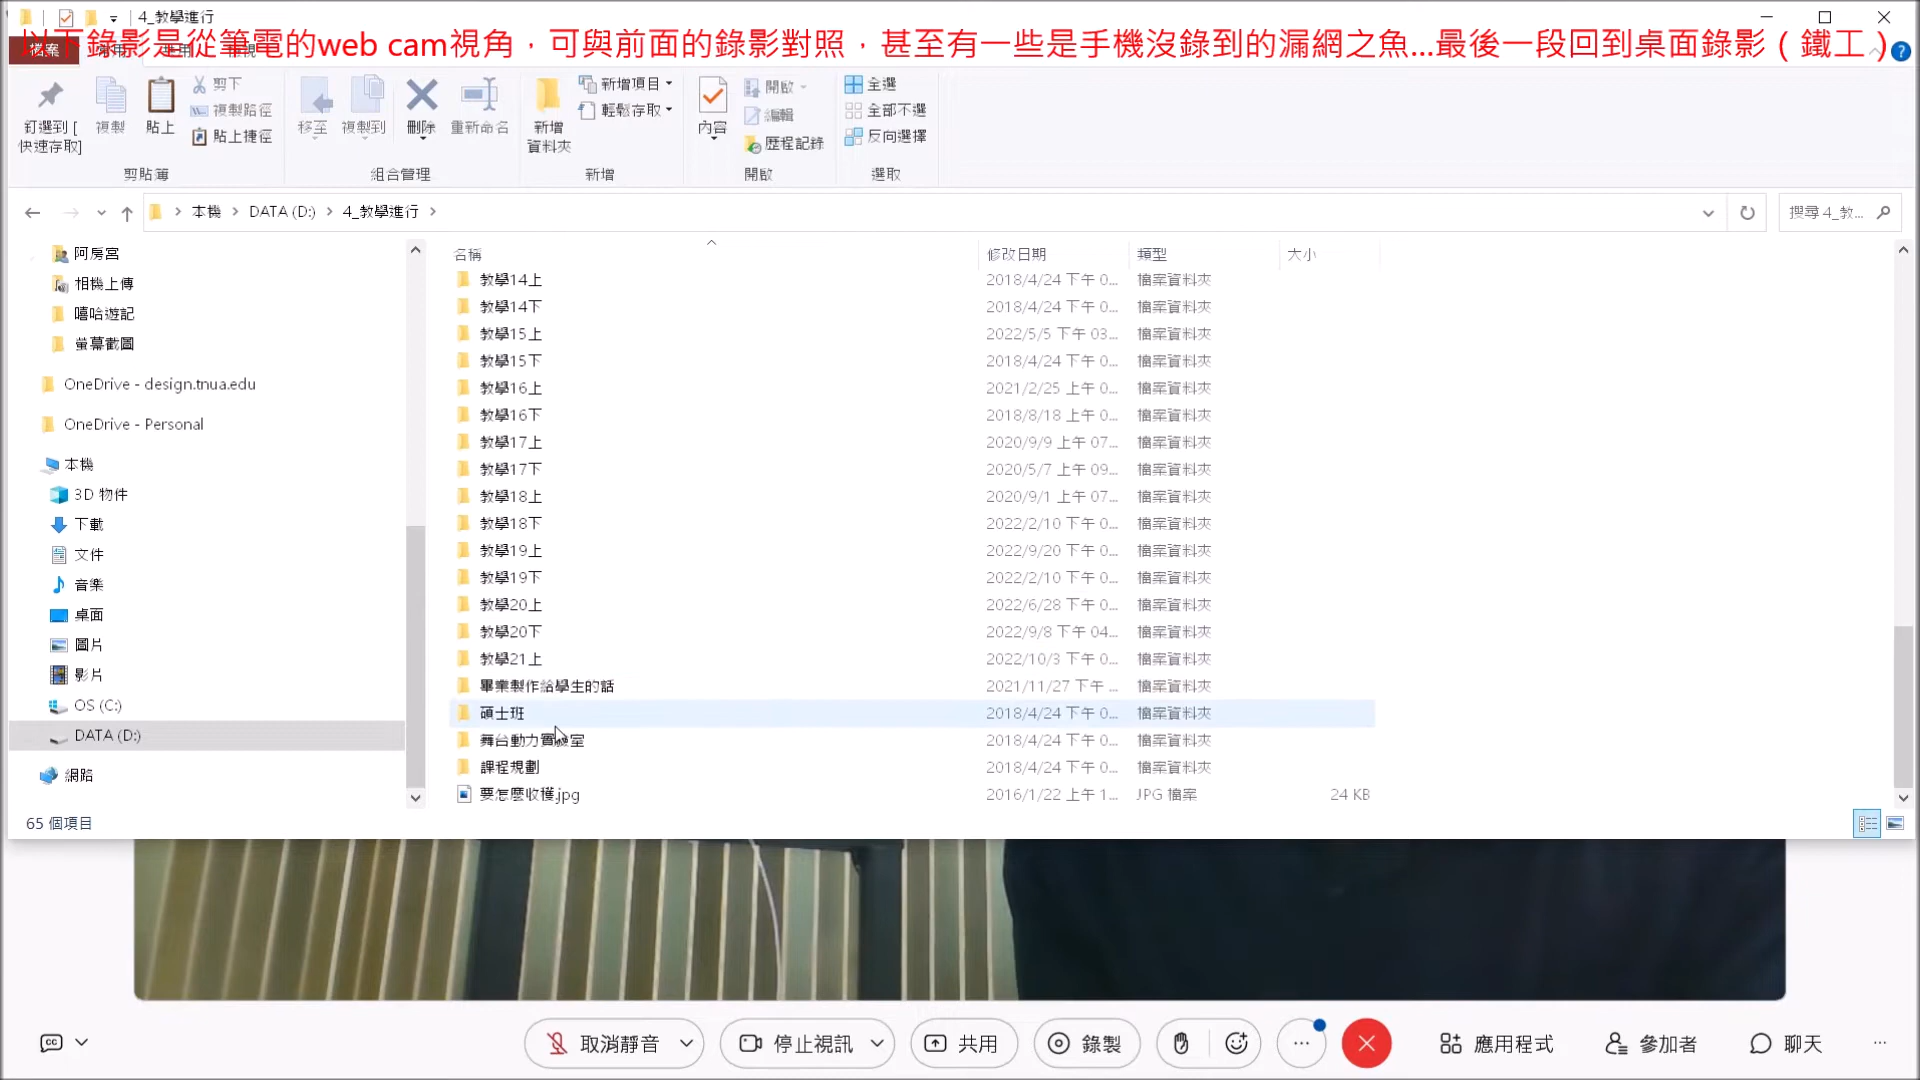 4_教學進行
以下錄影是從筆電的web cam視角，可與前面的錄影對照，甚至有一些是手機沒錄到的漏網之魚...最後一段回到桌面錄影（鐵工）
檔案
釘選到 [
快速存取]
複製
貼上
剪下
複製路徑
貼上捷徑
剪貼簿
移至
複製到
刪除
重新命名
組合管理
新增
資料夾
新增項目
輕鬆存取
新增
內容
開啟
編輯
歷程記錄
開啟
全選
全部不選
反向選擇
選取
本機 > DATA (D:) > 4_教學進行
搜尋 4_教...
阿房宮
相機上傳
嘻哈遊記
螢幕截圖
OneDrive - design.tnua.edu
OneDrive - Personal
本機
3D 物件
下載
文件
音樂
桌面
圖片
影片
OS (C:)
DATA (D:)
網路
名稱 修改日期 類型 大小
教學14上 2018/4/24 下午 0... 檔案資料夾
教學14下 2018/4/24 下午 0... 檔案資料夾
教學15上 2022/5/5 下午 03... 檔案資料夾
教學15下 2018/4/24 下午 0... 檔案資料夾
教學16上 2021/2/25 上午 0... 檔案資料夾
教學16下 2018/8/18 上午 0... 檔案資料夾
教學17上 2020/9/9 上午 07... 檔案資料夾
教學17下 2020/5/7 上午 09... 檔案資料夾
教學18上 2020/9/1 上午 07... 檔案資料夾
教學18下 2022/2/10 下午 0... 檔案資料夾
教學19上 2022/9/20 下午 0... 檔案資料夾
教學19下 2022/2/10 下午 0... 檔案資料夾
教學20上 2022/6/28 下午 0... 檔案資料夾
教學20下 2022/9/8 下午 04... 檔案資料夾
教學21上 2022/10/3 下午 0... 檔案資料夾
畢業製作給學生的話 2021/11/27 下午 ... 檔案資料夾
碩士班 2018/4/24 下午 0... 檔案資料夾
舞台動力實驗室 2018/4/24 下午 0... 檔案資料夾
課程規劃 2018/4/24 下午 0... 檔案資料夾
要怎麼收穫.jpg 2016/1/22 上午 1... JPG 檔案 24 KB
65 個項目
取消靜音
停止視訊
共用
錄製
應用程式
參加者
聊天